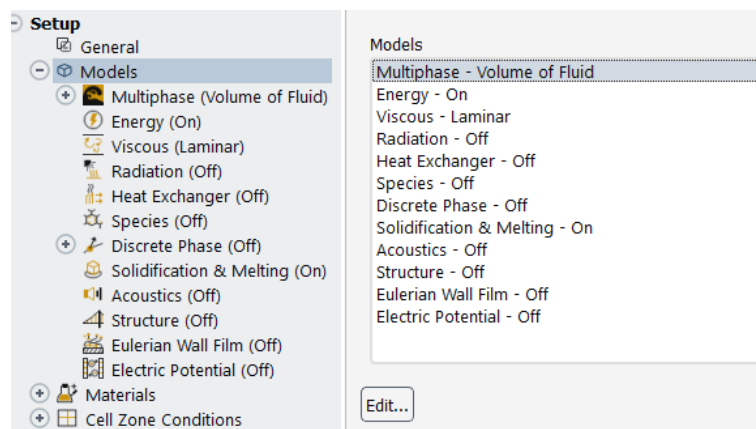 Setup
General
Models
Multiphase (Volume of Fluid)
Energy (On)
Viscous (Laminar)
Radiation (Off)
Heat Exchanger (Off)
Species (Off)
Discrete Phase (Off)
Solidification & Melting (On)
Acoustics (Off)
Structure (Off)
Eulerian Wall Film (Off)
Electric Potential (Off)
Materials
Cell Zone Conditions
Models
Multiphase - Volume of Fluid
Energy - On
Viscous - Laminar
Radiation - Off
Heat Exchanger - Off
Species - Off
Discrete Phase - Off
Solidification & Melting - On
Acoustics - Off
Structure - Off
Eulerian Wall Film - Off
Electric Potential - Off
Edit...